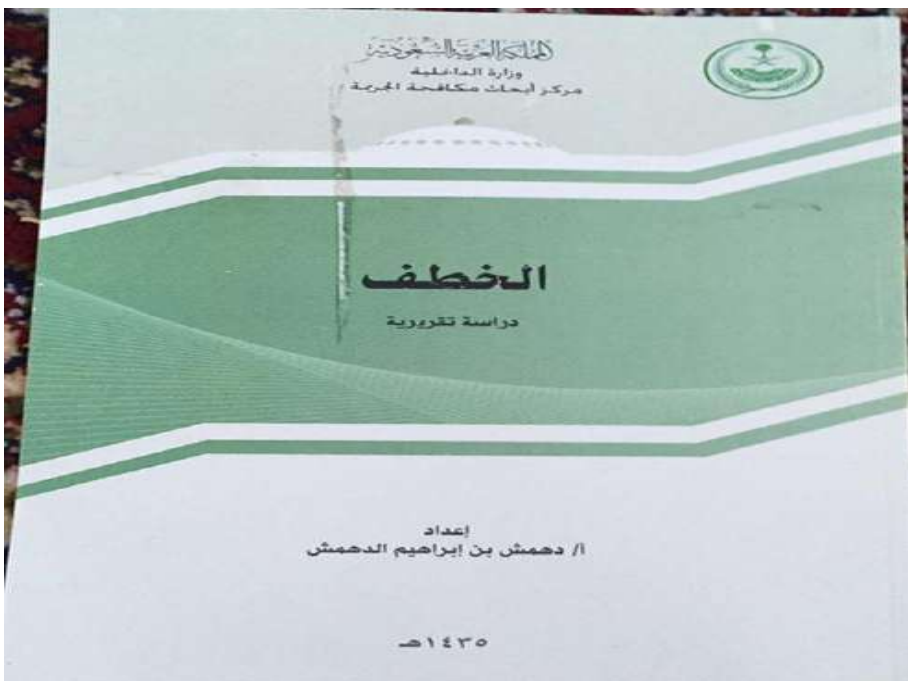 المملكة العربية السعودية
وزارة الداخلية
مركز أبحاث مكافحة الجريمة
الخطف
دراسة تقريرية
إعداد
أ/ دهمش بن إبراهيم الدهمش
١٤٣٥هـ